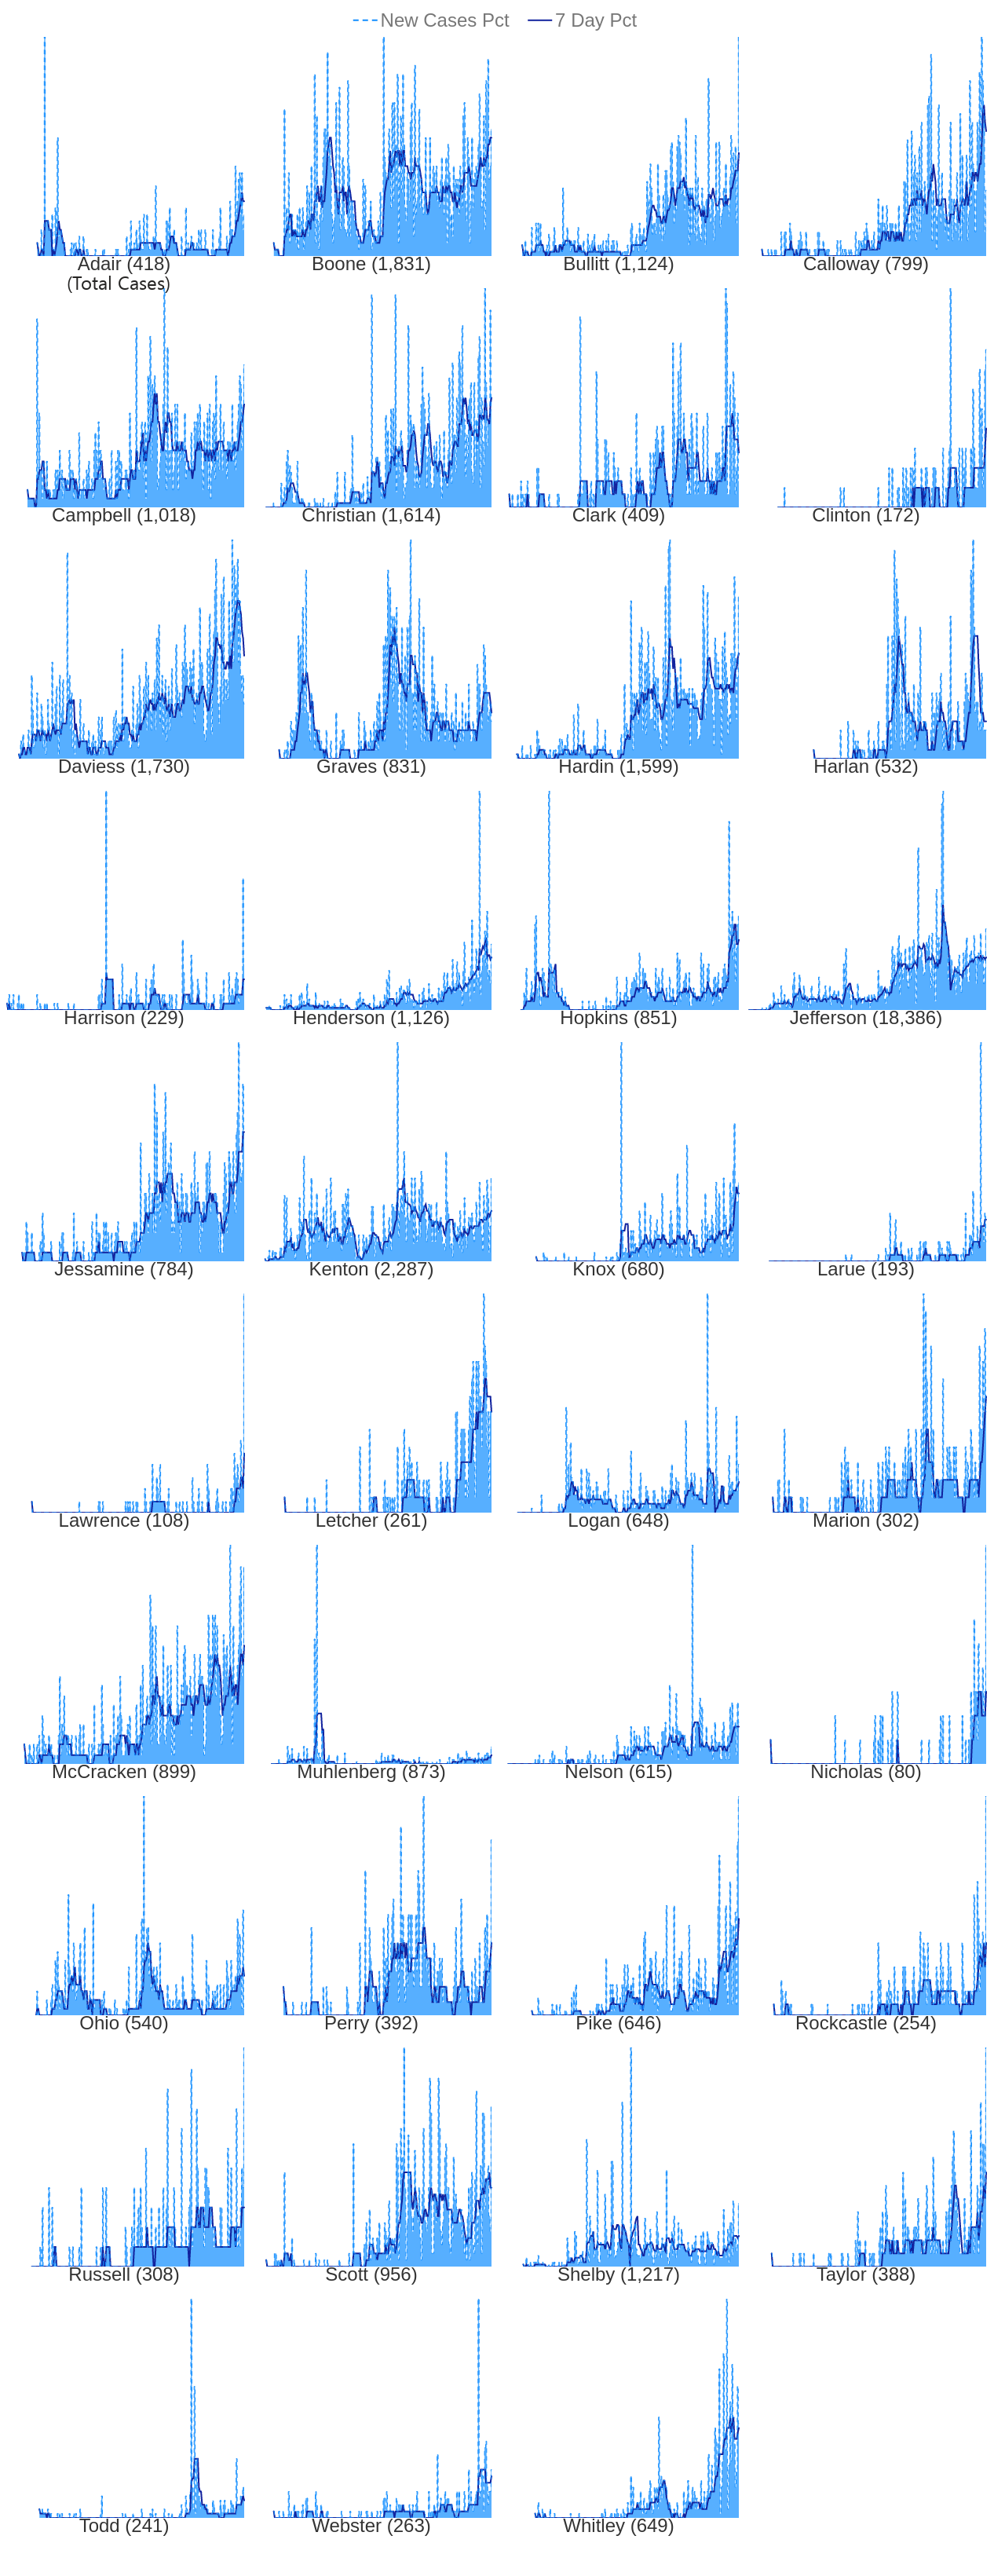 New Cases Pct 7 Day Pct
Adair (418) Boone (1,831) Bullitt (1,124) Calloway (799)
(Total Cases)
Campbell (1,018) Christian (1,614) Clark (409) Clinton (172)
Daviess (1,730) Graves (831) Hardin (1,599) Harlan (532)
Harrison (229) Henderson (1,126) Hopkins (851) Jefferson (18,386)
Jessamine (784) Kenton (2,287) Knox (680) Larue (193)
Lawrence (108) Letcher (261) Logan (648) Marion (302)
McCracken (899) Muhlenberg (873) Nelson (615) Nicholas (80)
Ohio (540) Perry (392) Pike (646) Rockcastle (254)
Russell (308) Scott (956) Shelby (1,217) Taylor (388)
Todd (241) Webster (263) Whitley (649)